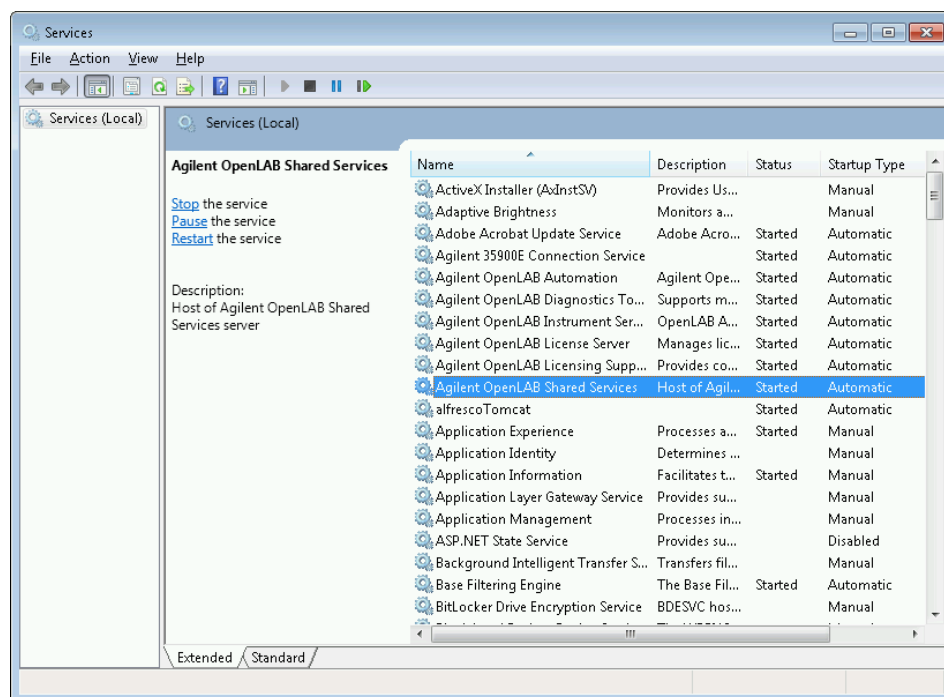 Services
File Action View Help
Services (Local)
Services (Local)
Agilent OpenLAB Shared Services
Stop the service
Pause the service
Restart the service
Description:
Host of Agilent OpenLAB Shared
Services server
Name Description Status Startup Type
ActiveX Installer (AxInstSV) Provides Us... Manual
Adaptive Brightness Monitors a... Manual
Adobe Acrobat Update Service Adobe Acro... Started Automatic
Agilent 35900E Connection Service Started Automatic
Agilent OpenLAB Automation Agilent Ope... Started Automatic
Agilent OpenLAB Diagnostics To... Supports m... Started Automatic
Agilent OpenLAB Instrument Ser... OpenLAB A... Started Automatic
Agilent OpenLAB License Server Manages lic... Started Automatic
Agilent OpenLAB Licensing Supp... Provides co... Started Automatic
Agilent OpenLAB Shared Services Host of Agil... Started Automatic
alfrescoTomcat Started Automatic
Application Experience Processes a... Started Manual
Application Identity Determines ... Manual
Application Information Facilitates t... Started Manual
Application Layer Gateway Service Provides su... Manual
Application Management Processes in... Manual
ASP.NET State Service Provides su... Disabled
Background Intelligent Transfer S... Transfers fil... Manual
Base Filtering Engine The Base Fil... Started Automatic
BitLocker Drive Encryption Service BDESVC hos... Manual
Extended Standard